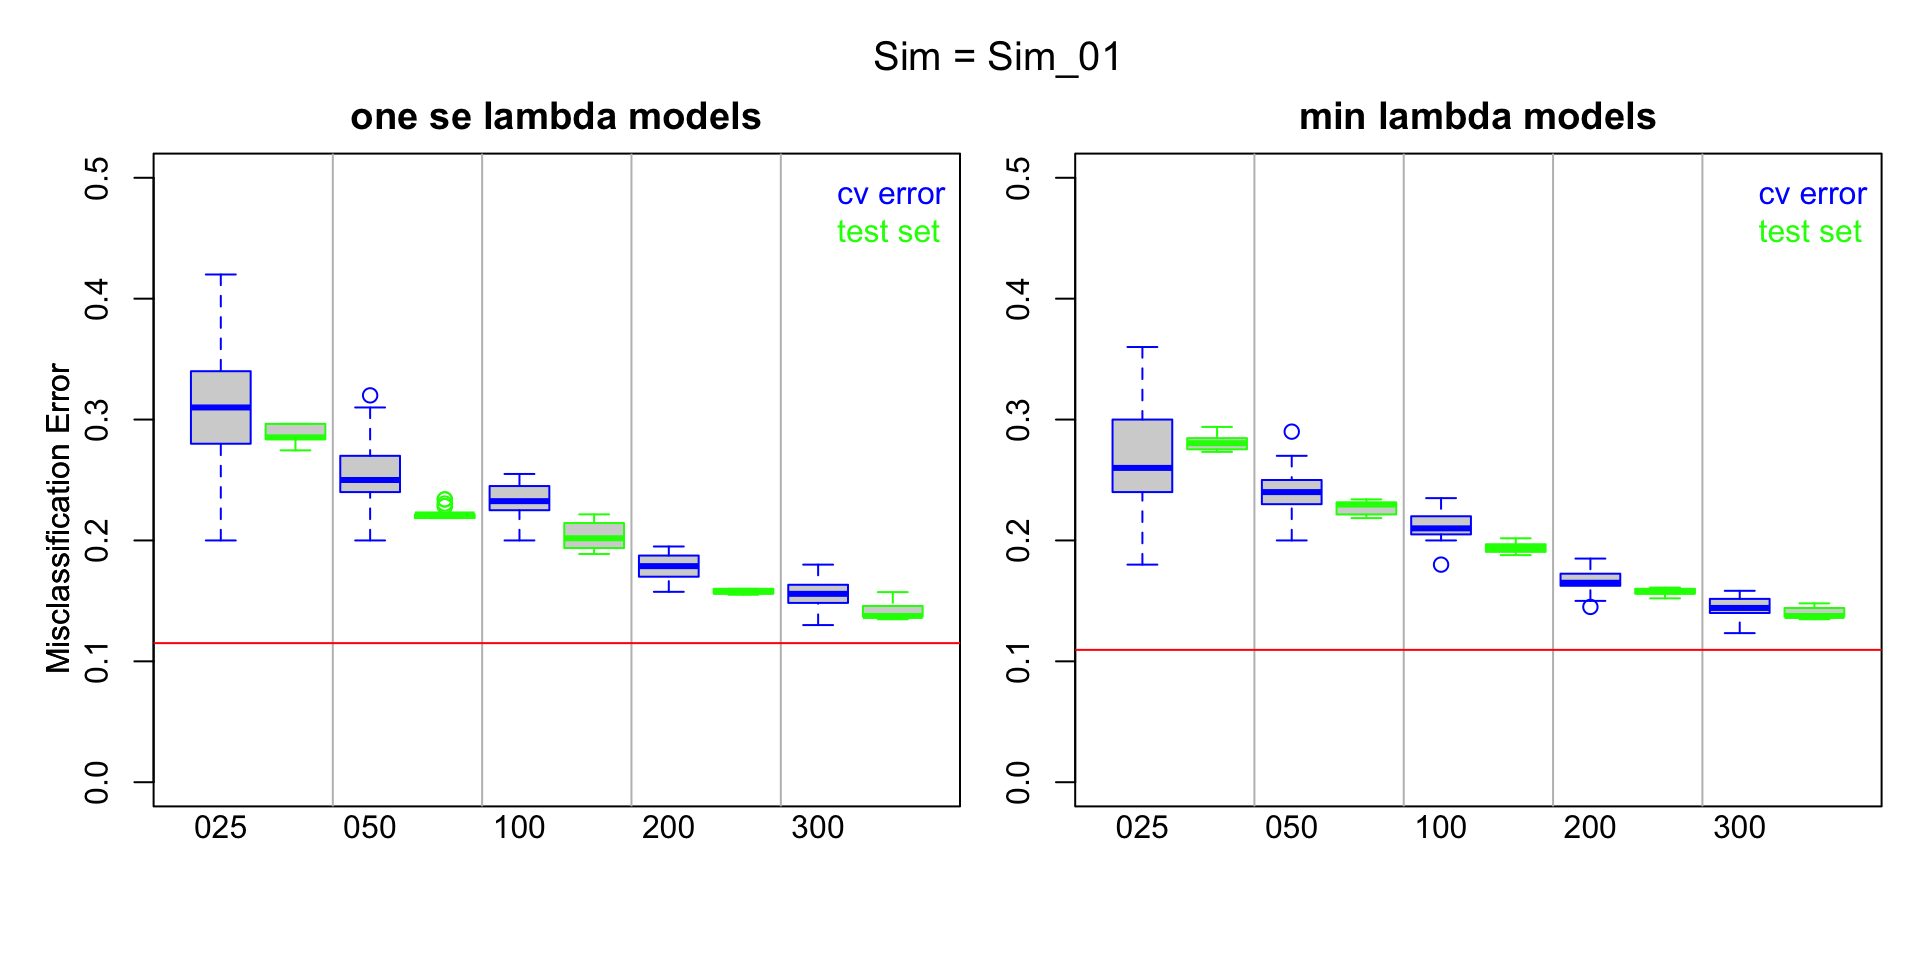 Sim = Sim_01
one se lambda models
Misclassification Error
0.5
0.4
0.3
0.2
0.1
0.0
cv error
test set
025 050 100 200 300
min lambda models
0.5
0.4
0.3
0.2
0.1
0.0
cv error
test set
025 050 100 200 300